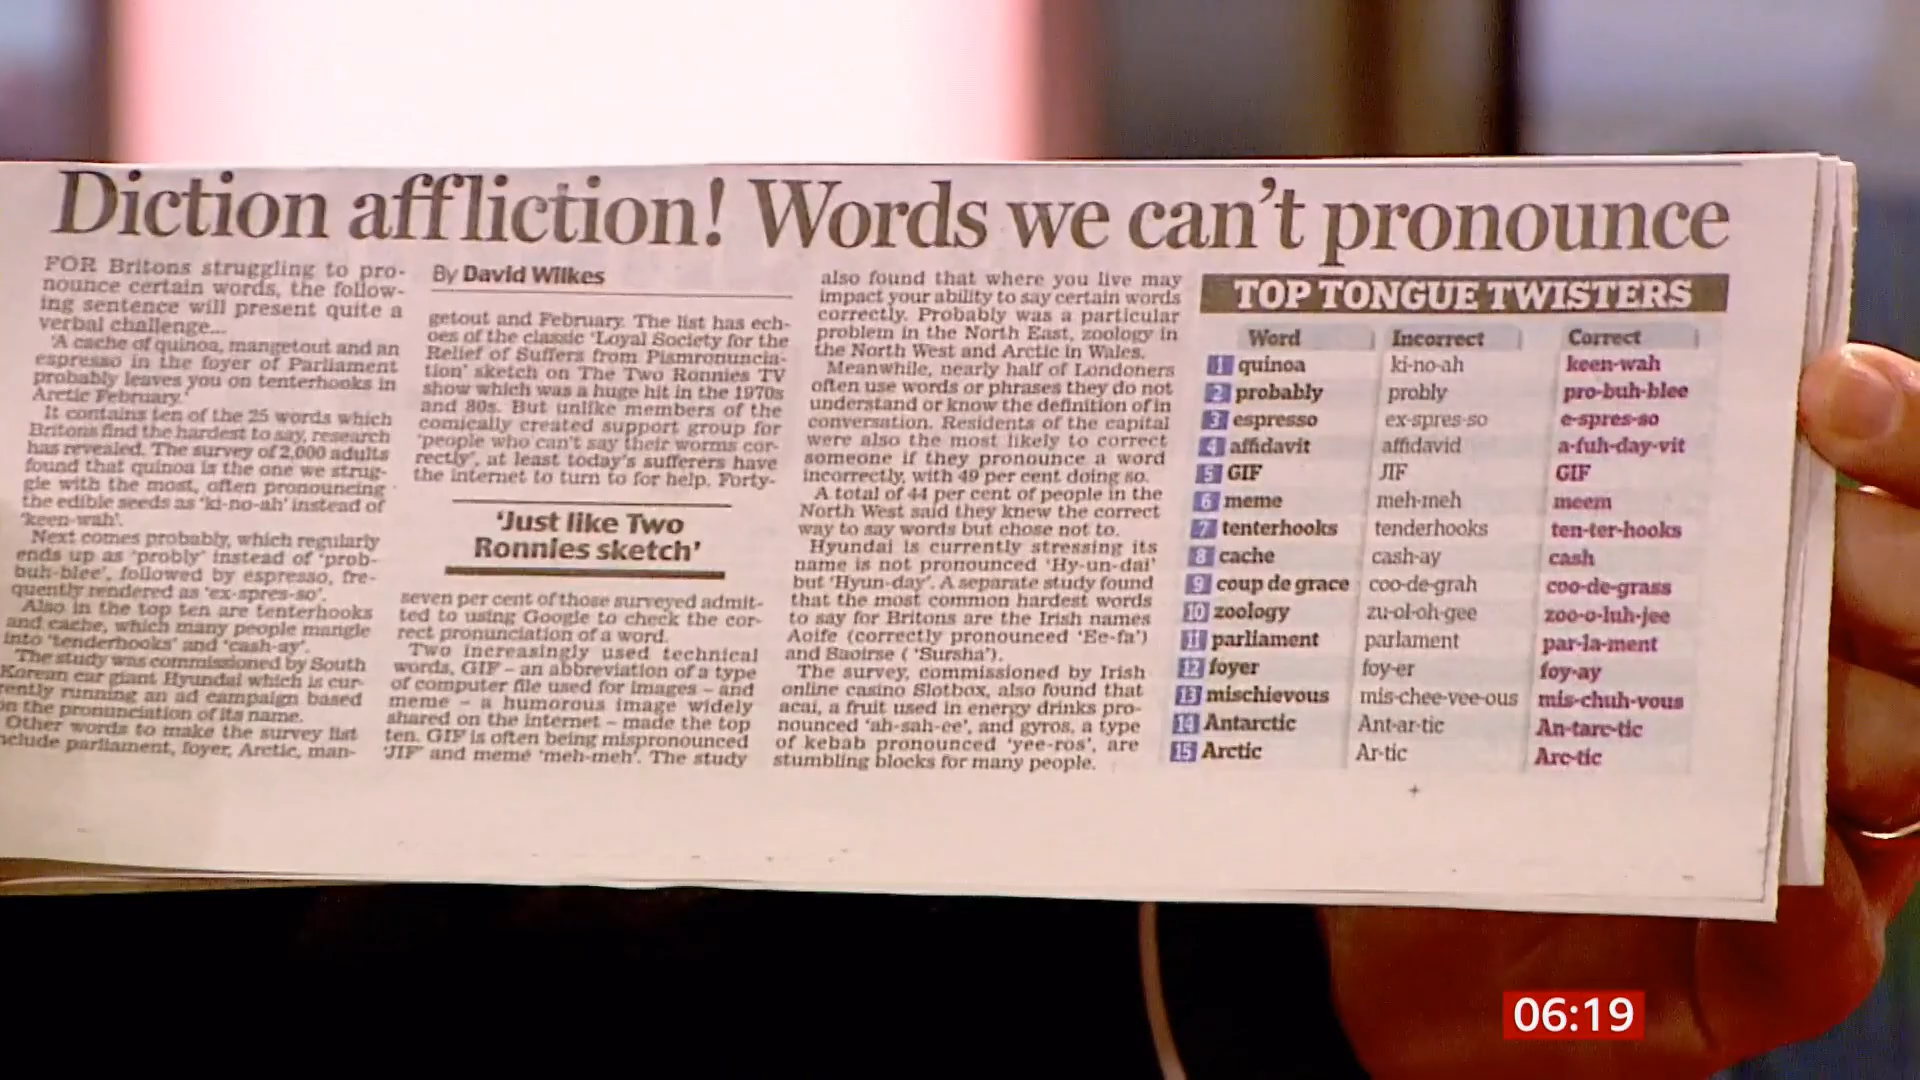 Diction affliction! Words we can't pronounce
FOR Britons struggling to pro-
nounce certain words, the follow-
ing sentence will present quite a
verbal challenge...
'A cache of quinoa, mangetout and an
espresso in the foyer of Parliament
probably leaves you on tenterhooks in
Arctic February.'
It contains ten of the 25 words which
Britons find the hardest to say, research
has revealed. The survey of 2,000 adults
found that quinoa is the one we strug-
gle with the most, often pronouncing
the edible seeds as 'ki-no-ah' instead of
'keen-wah'.
Next comes probably, which regularly
ends up as 'probly' instead of 'prob-
buh-blee', followed by espresso, fre-
quently rendered as 'ex-spres-so'.
Also in the top ten are tenterhooks
and cache, which many people mangle
into 'tenderhooks' and 'cash-ay'.
The study was commissioned by South
Korean car giant Hyundai which is cur-
rently running an ad campaign based
on the pronunciation of its name.
Other words to make the survey list
include parliament, foyer, Arctic, man-
By David Wilkes
getout and February. The list has ech-
oes of the classic 'Loyal Society for the
Relief of Suffers from Pismronuncia-
tion' sketch on The Two Ronnies TV
show which was a huge hit in the 1970s
and 80s. But unlike members of the
comically created support group for
'people who can't say their worms cor-
rectly', at least today's sufferers have
the internet to turn to for help. Forty-
'Just like Two
Ronnies sketch'
seven per cent of those surveyed admit-
ted to using Google to check the cor-
rect pronunciation of a word.
Two increasingly used technical
words, GIF – an abbreviation of a type
of computer file used for images – and
meme – a humorous image widely
shared on the internet – made the top
ten. GIF is often being mispronounced
'JIF' and meme 'meh-meh'. The study
also found that where you live may
impact your ability to say certain words
correctly. Probably was a particular
problem in the North East, zoology in
the North West and Arctic in Wales.
Meanwhile, nearly half of Londoners
often use words or phrases they do not
understand or know the definition of in
conversation. Residents of the capital
were also the most likely to correct
someone if they pronounce a word
incorrectly, with 49 per cent doing so.
A total of 44 per cent of people in the
North West said they knew the correct
way to say words but chose not to.
Hyundai is currently stressing its
name is not pronounced 'Hy-un-dai'
but 'Hyun-day'. A separate study found
that the most common hardest words
to say for Britons are the Irish names
Aoife (correctly pronounced 'Ee-fa')
and Saoirse ( 'Sursha').
The survey, commissioned by Irish
online casino Slotbox, also found that
acai, a fruit used in energy drinks pro-
nounced 'ah-sah-ee', and gyros, a type
of kebab pronounced 'yee-ros', are
stumbling blocks for many people.
TOP TONGUE TWISTERS
Word Incorrect Correct
1 quinoa ki-no-ah keen-wah
2 probably probly pro-buh-blee
3 espresso ex-spres-so e-spres-so
4 affidavit affidavid a-fuh-day-vit
5 GIF JIF GIF
6 meme meh-meh meem
7 tenterhooks tenderhooks ten-ter-hooks
8 cache cash-ay cash
9 coup de grace coo-de-grah coo-de-grass
10 zoology zu-ol-oh-gee zoo-o-luh-jee
11 parliament parlament par-la-ment
12 foyer foy-er foy-ay
13 mischievous mis-chee-vee-ous mis-chuh-vous
14 Antarctic Ant-ar-tic An-tarc-tic
15 Arctic Ar-tic Arc-tic
06:19